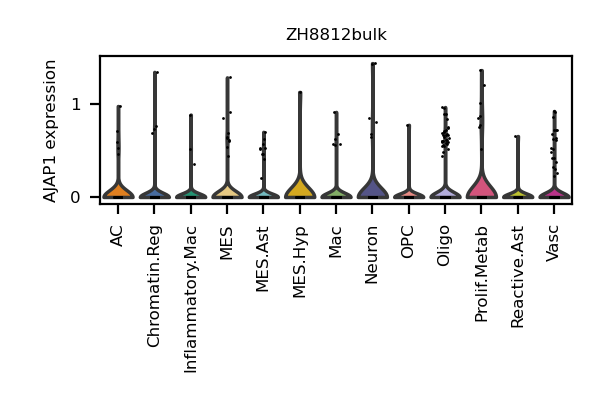 ZH8812bulk
AJAP1 expression
1
0
AC
Chromatin.Reg
Inflammatory.Mac
MES
MES.Ast
MES.Hyp
Mac
Neuron
OPC
Oligo
Prolif.Metab
Reactive.Ast
Vasc